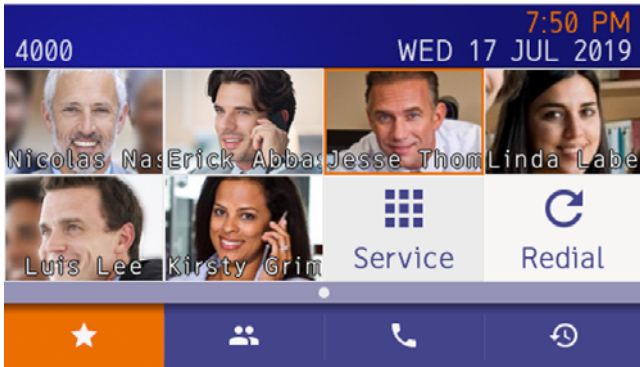 7:50 PM
4000 WED 17 JUL 2019
Nicolas Nas Erick Abbas Jesse Thom Linda Labe
Luis Lee Kirsty Grim Service Redial